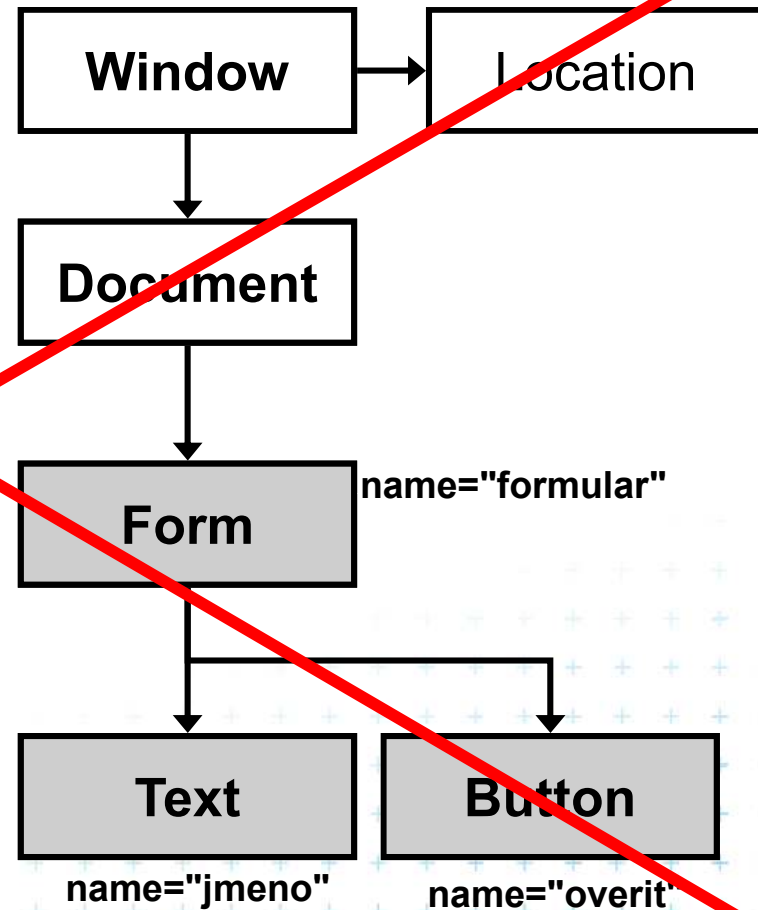 Window
Location
Document
Form
name="formular"
Text
Button
name="jmeno"
name="overit"